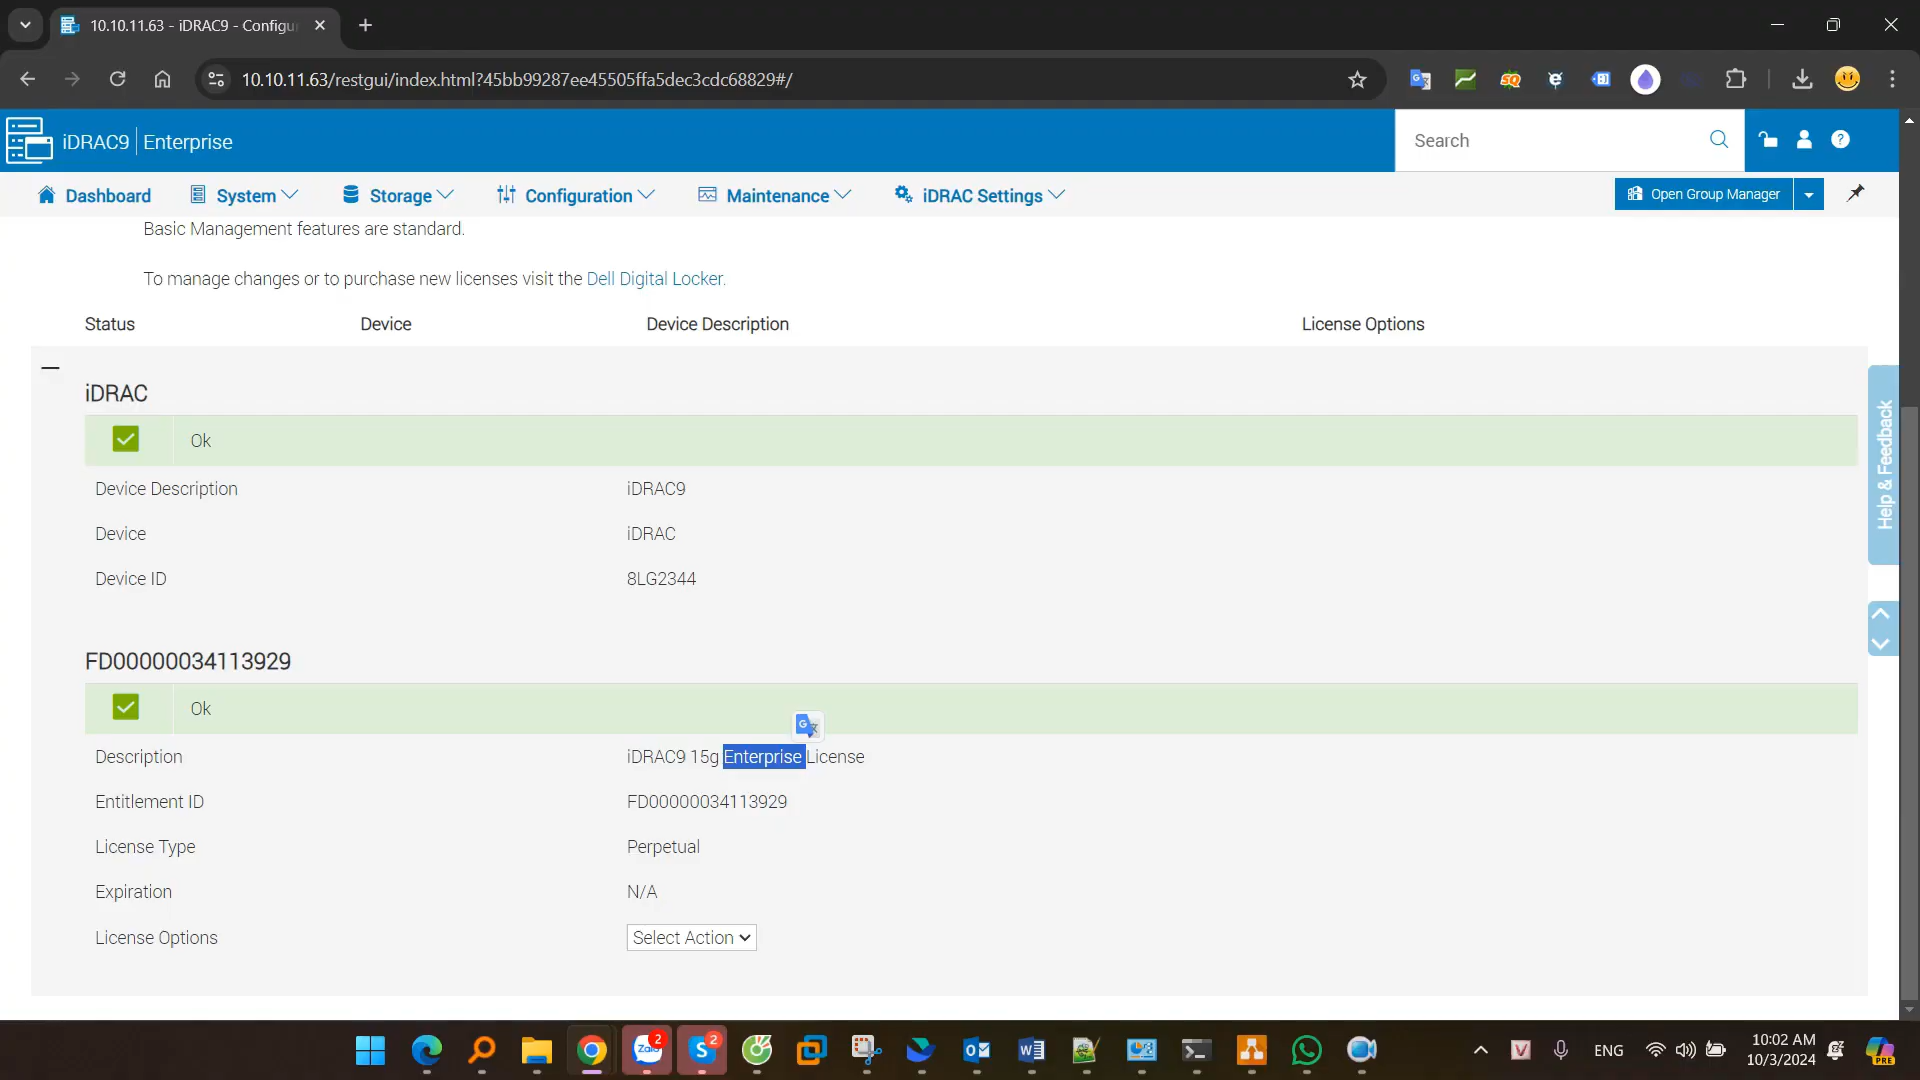 10.10.11.63 - iDRAC9 - Configu
10.10.11.63/restgui/index.html?45bb99287ee45505ffa5dec3cdc68829#/
iDRAC9 | Enterprise
Search
Dashboard
System
Storage
Configuration
Maintenance
iDRAC Settings
Open Group Manager
Basic Management features are standard.
To manage changes or to purchase new licenses visit the Dell Digital Locker.
Status Device Device Description License Options
iDRAC
Ok
Device Description iDRAC9
Device iDRAC
Device ID 8LG2344
FD00000034113929
Ok
Description iDRAC9 15g Enterprise License
Entitlement ID FD00000034113929
License Type Perpetual
Expiration N/A
License Options Select Action
Help & Feedback
Zalo 2
S 2
V
ENG
10:02 AM
10/3/2024
PRE